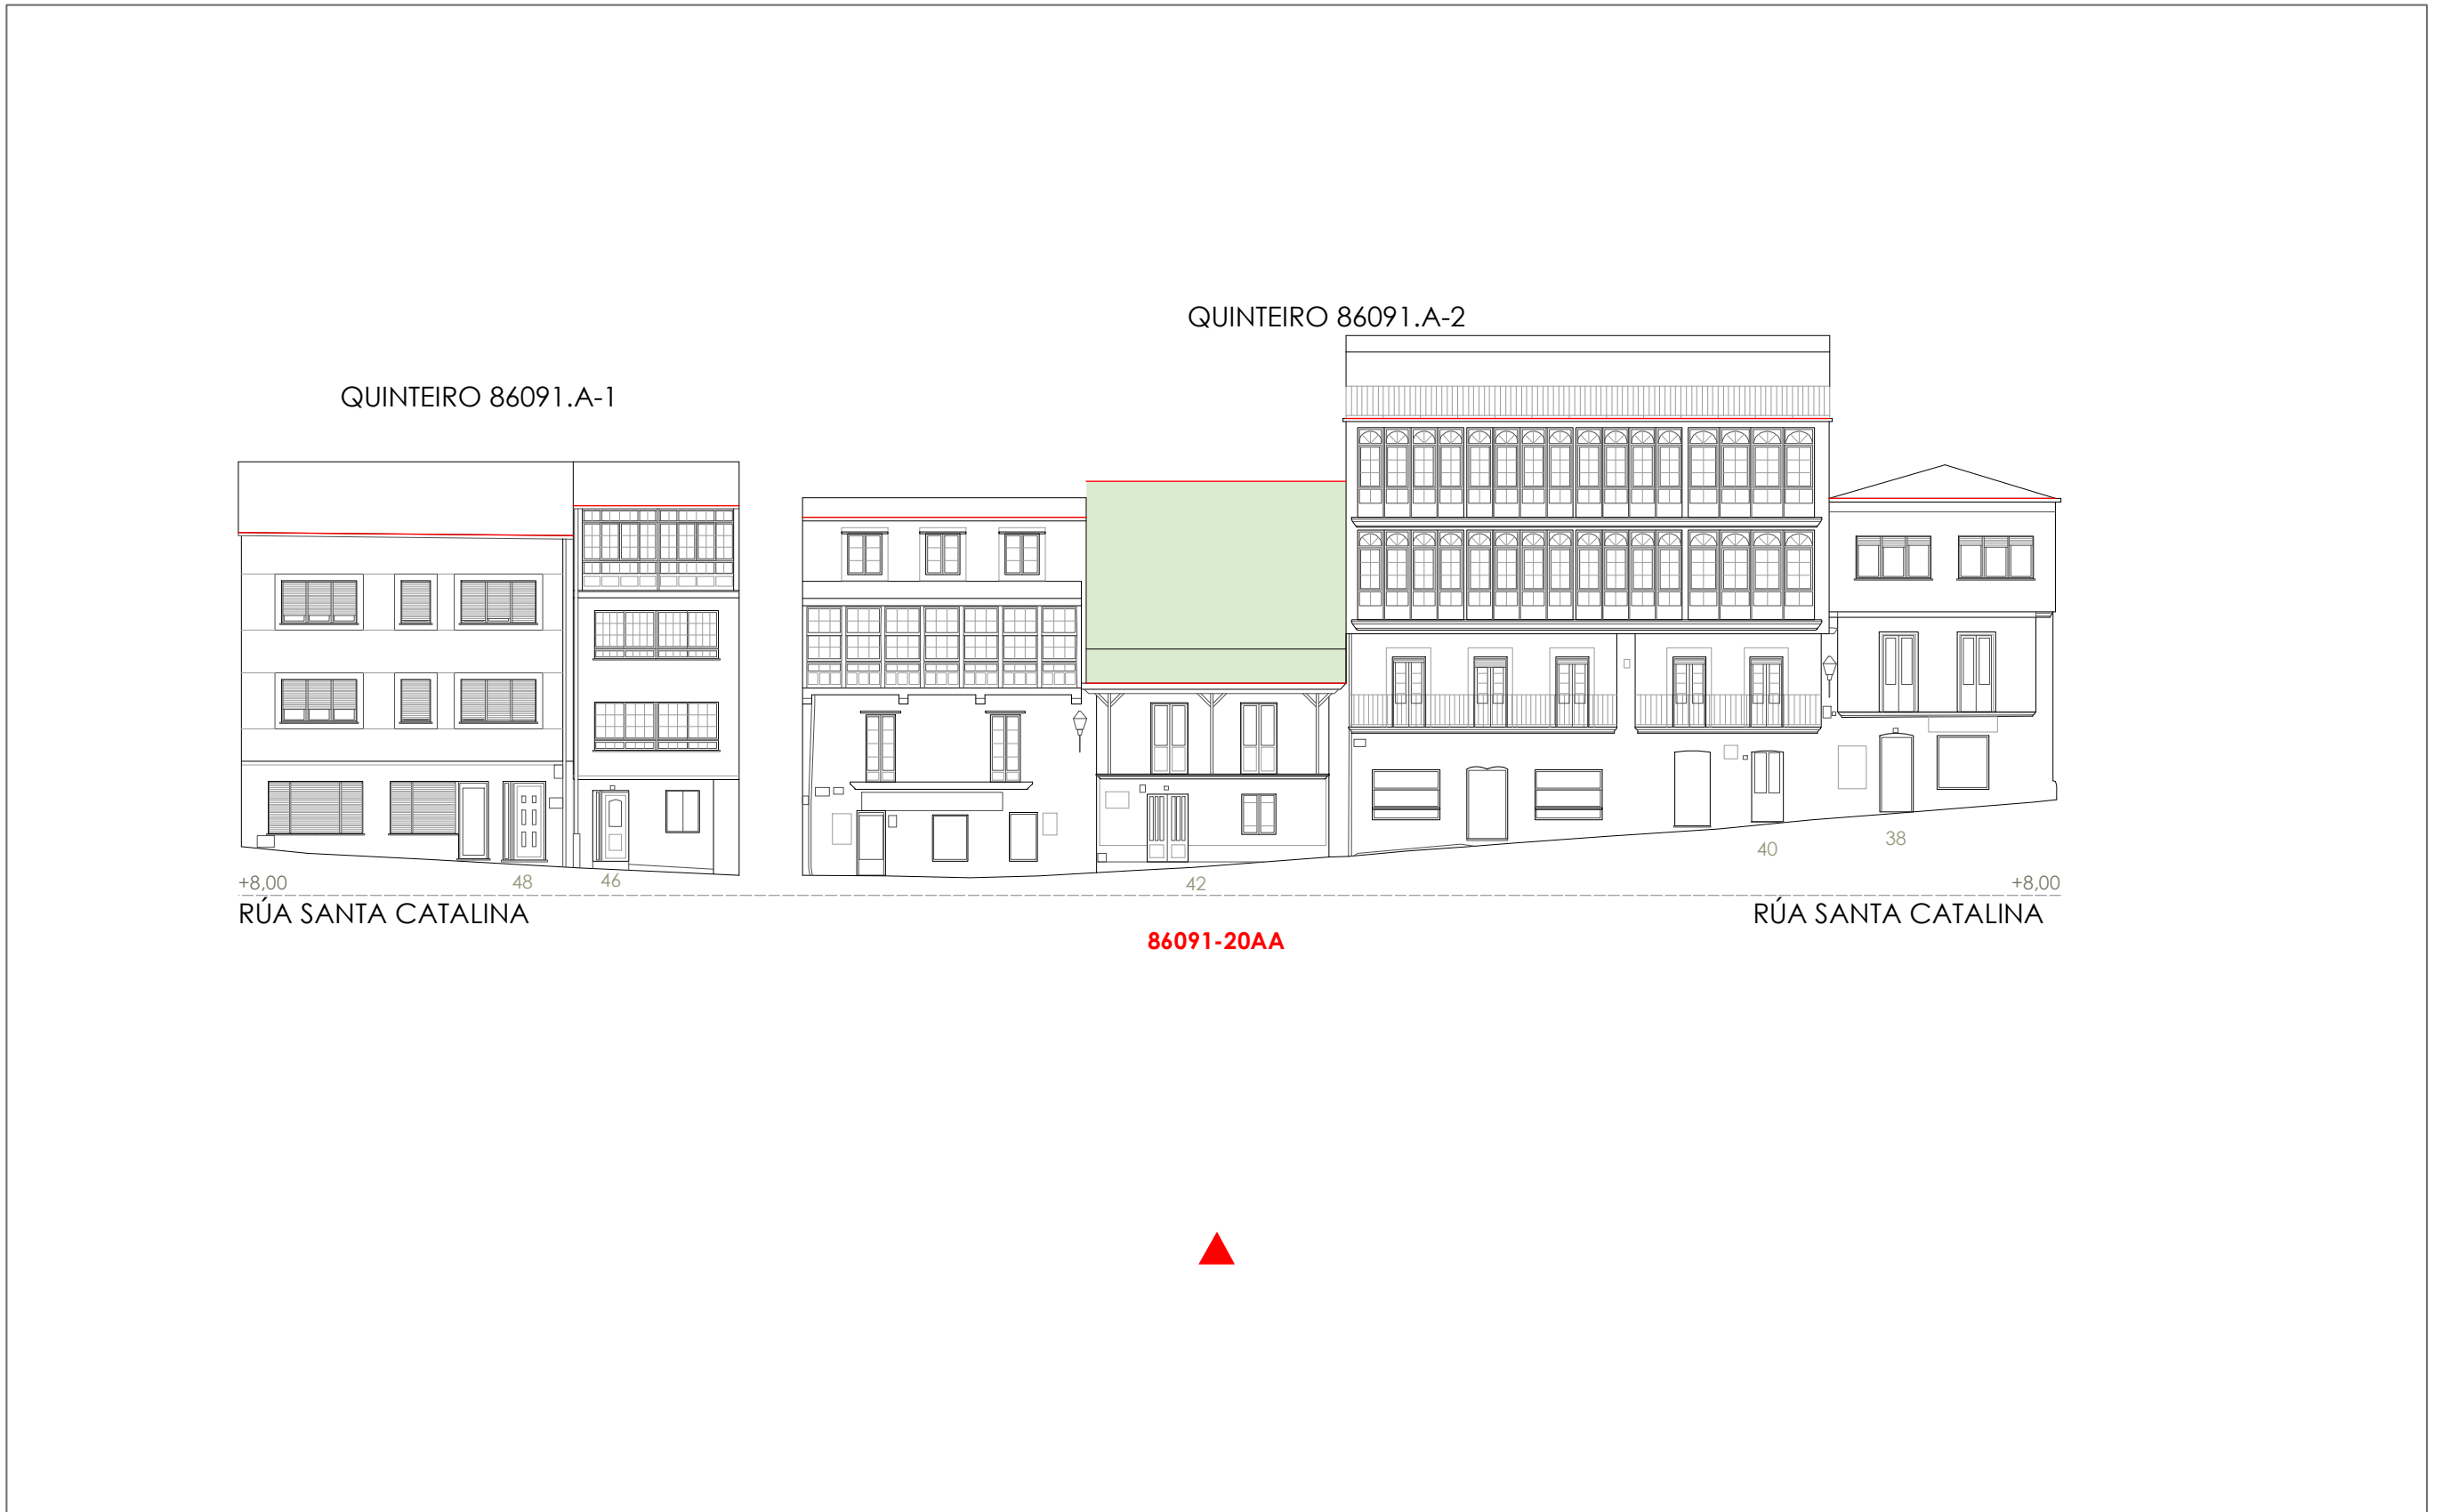 QUINTEIRO 86091.A-2
QUINTEIRO 86091.A-1
38
40
+8,00 48 46 42 +8,00
RÚA SANTA CATALINA RÚA SANTA CATALINA
86091-20AA